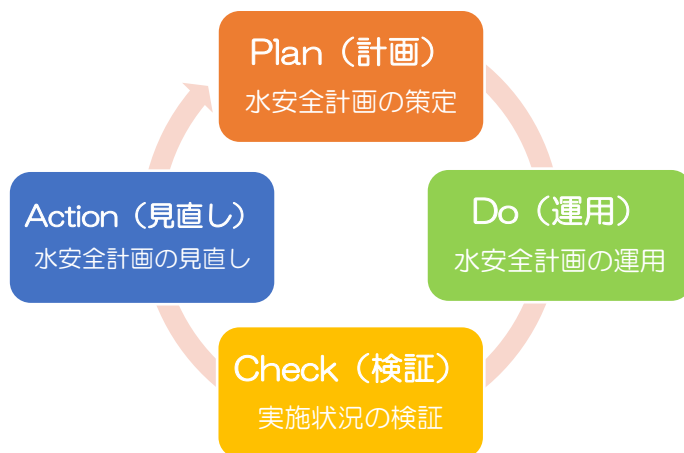 Plan（計画）
水安全計画の策定
Do（運用）
水安全計画の運用
Check（検証）
実施状況の検証
Action（見直し）
水安全計画の見直し